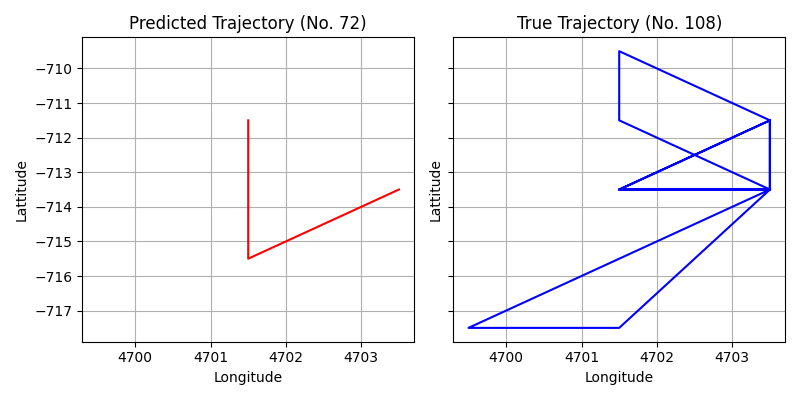 Predicted Trajectory (No. 72)
True Trajectory (No. 108)
−710
−711
−712
−713
−714
−715
−716
−717
Lattitude
Lattitude
4700 4701 4702 4703
4700 4701 4702 4703
Longitude
Longitude